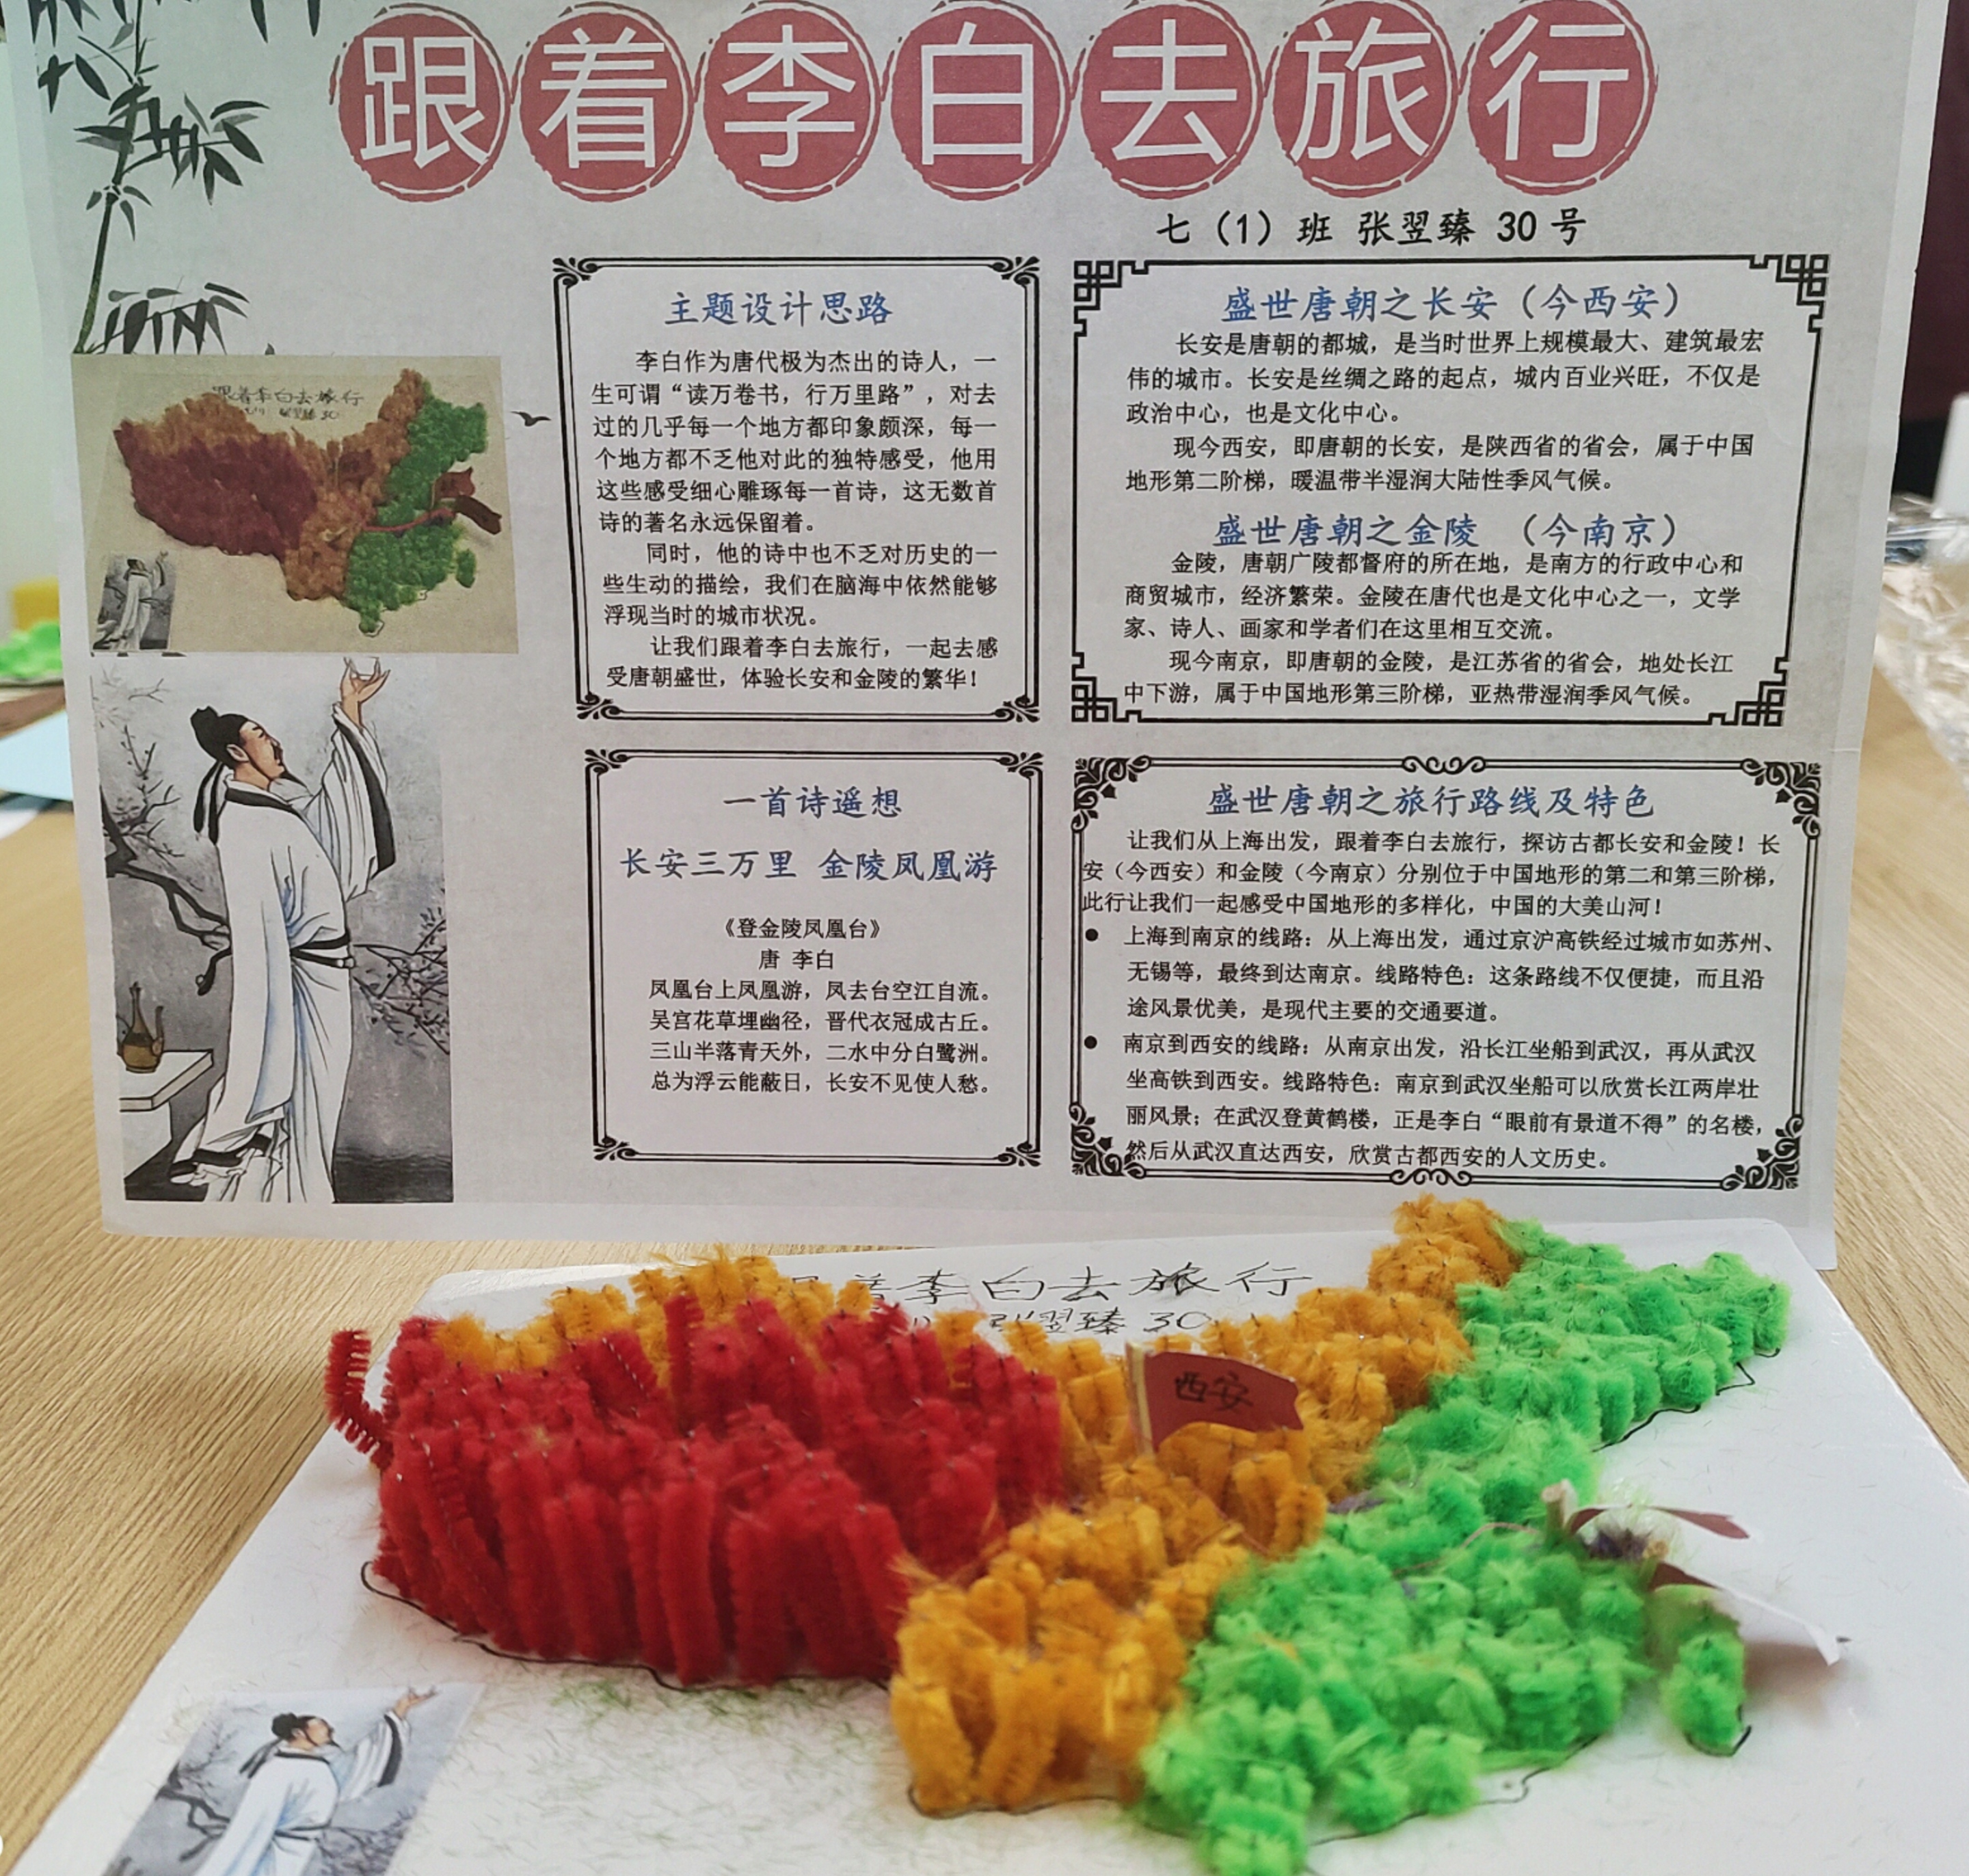 跟着李白去旅行
七（1）班 张翌臻 30 号
跟着李白去旅行
主题设计思路
李白作为唐代极为杰出的诗人，一
生可谓“读万卷书，行万里路”，对去
过的几乎每一个地方都印象颇深，每一
个地方都不乏他对此的独特感受，他用
这些感受细心雕琢每一首诗，这无数首
诗的著名永远保留着。
同时，他的诗中也不乏对历史的一
些生动的描绘，我们在脑海中依然能够
浮现当时的城市状况。
让我们跟着李白去旅行，一起去感
受唐朝盛世，体验长安和金陵的繁华！
盛世唐朝之长安（今西安）
长安是唐朝的都城，是当时世界上规模最大、建筑最宏
伟的城市。长安是丝绸之路的起点，城内百业兴旺，不仅是
政治中心，也是文化中心。
现今西安，即唐朝的长安，是陕西省的省会，属于中国
地形第二阶梯，暖温带半湿润大陆性季风气候。
盛世唐朝之金陵 （今南京）
金陵，唐朝广陵都督府的所在地，是南方的行政中心和
商贸城市，经济繁荣。金陵在唐代也是文化中心之一，文学
家、诗人、画家和学者们在这里相互交流。
现今南京，即唐朝的金陵，是江苏省的省会，地处长江
中下游，属于中国地形第三阶梯，亚热带湿润季风气候。
一首诗遥想
长安三万里 金陵凤凰游
《登金陵凤凰台》
唐 李白
凤凰台上凤凰游，凤去台空江自流。
吴宫花草埋幽径，晋代衣冠成古丘。
三山半落青天外，二水中分白鹭洲。
总为浮云能蔽日，长安不见使人愁。
盛世唐朝之旅行路线及特色
让我们从上海出发，跟着李白去旅行，探访古都长安和金陵！长
安（今西安）和金陵（今南京）分别位于中国地形的第二和第三阶梯，
此行让我们一起感受中国地形的多样化，中国的大美山河！
● 上海到南京的线路：从上海出发，通过京沪高铁经过城市如苏州、
无锡等，最终到达南京。线路特色：这条路线不仅便捷，而且沿
途风景优美，是现代主要的交通要道。
● 南京到西安的线路：从南京出发，沿长江坐船到武汉，再从武汉
坐高铁到西安。线路特色：南京到武汉坐船可以欣赏长江两岸壮
丽风景；在武汉登黄鹤楼，正是李白“眼前有景道不得”的名楼，
然后从武汉直达西安，欣赏古都西安的人文历史。
着李白去旅行
张翌臻 30
西安